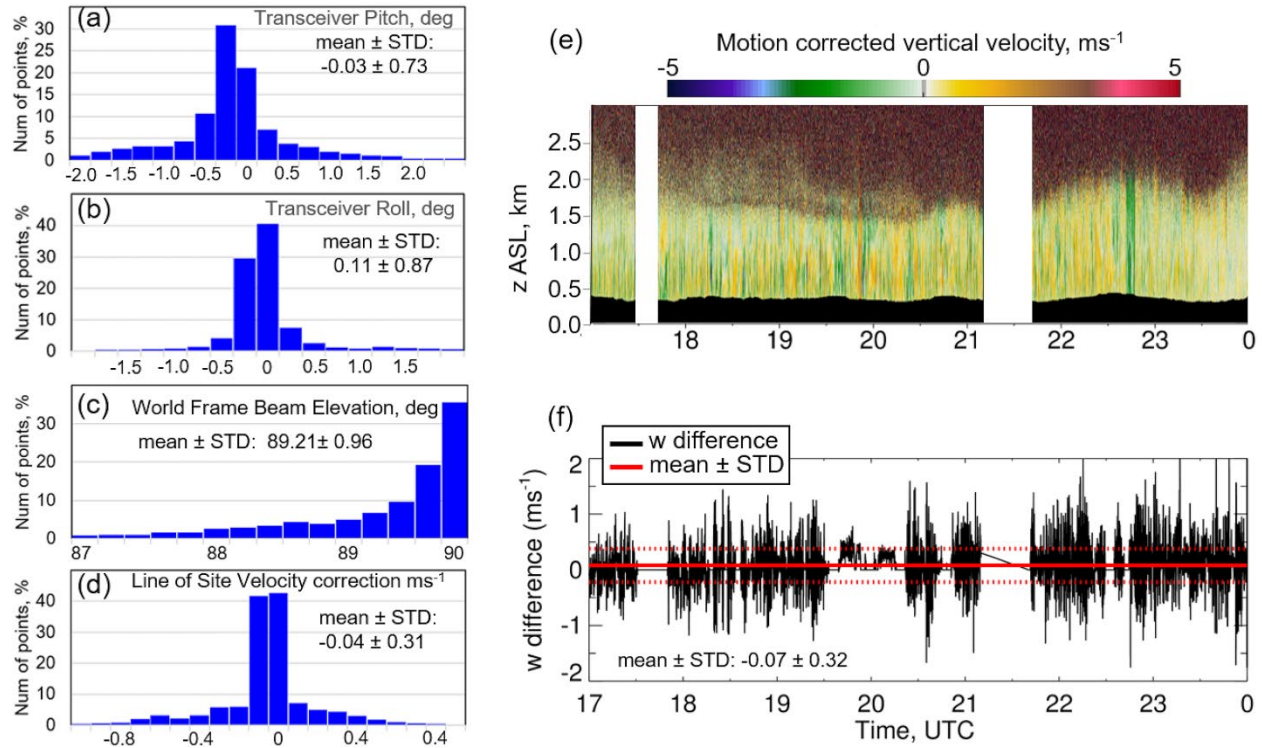 (a)
Transceiver Pitch, deg
mean ± STD:
-0.03 ± 0.73
Num of points, %
30
25
20
15
10
5
0
-2.0 -1.5 -1.0 -0.5 0 0.5 1.0 1.5 2.0
(b)
Transceiver Roll, deg
mean ± STD:
0.11 ± 0.87
Num of points, %
40
30
20
10
0
-1.5 -1.0 -0.5 0 0.5 1.0 1.5
(c)
World Frame Beam Elevation, deg
mean ± STD: 89.21± 0.96
Num of points, %
30
20
10
0
87 88 89 90
(d)
Line of Site Velocity correction ms⁻¹
mean ± STD:
-0.04 ± 0.31
Num of points, %
40
30
20
10
0
-0.8 -0.4 0 0.4 0.4
(e)
Motion corrected vertical velocity, ms⁻¹
-5 0 5
z ASL, km
2.5
2.0
1.5
1.0
0.5
0.0
18 19 20 21 22 23 0
(f)
w difference
mean ± STD
w difference (ms⁻¹)
2
1
0
-1
-2
mean ± STD: -0.07 ± 0.32
17 18 19 20 21 22 23 0
Time, UTC